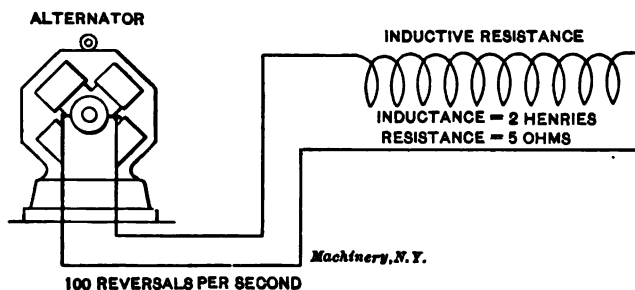 ALTERNATOR
INDUCTIVE RESISTANCE
INDUCTANCE = 2 HENRIES
RESISTANCE = 5 OHMS
Machinery, N.Y.
100 REVERSALS PER SECOND